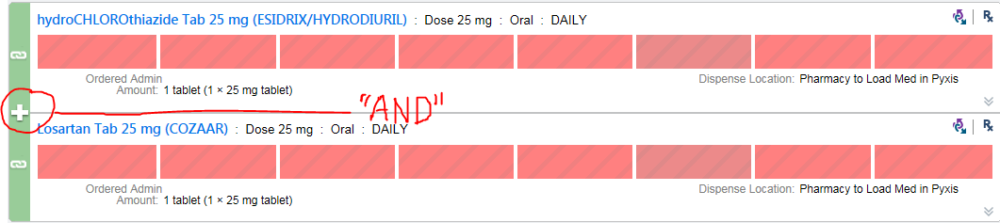 hydroCHLOROthiazide Tab 25 mg (ESIDRIX/HYDRODIURIL) : Dose 25 mg : Oral : DAILY
Ordered Admin
Amount: 1 tablet (1 × 25 mg tablet)
Dispense Location: Pharmacy to Load Med in Pyxis
"AND"
Losartan Tab 25 mg (COZAAR) : Dose 25 mg : Oral : DAILY
Ordered Admin
Amount: 1 tablet (1 × 25 mg tablet)
Dispense Location: Pharmacy to Load Med in Pyxis